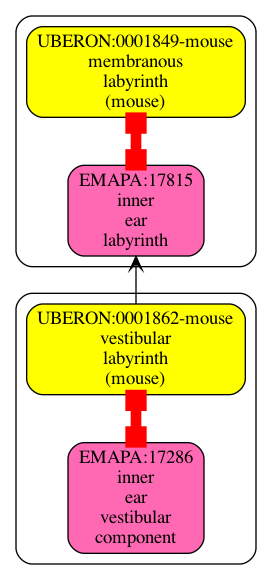 UBERON:0001849-mouse
membranous
labyrinth
(mouse)
EMAPA:17815
inner
ear
labyrinth
UBERON:0001862-mouse
vestibular
labyrinth
(mouse)
EMAPA:17286
inner
ear
vestibular
component